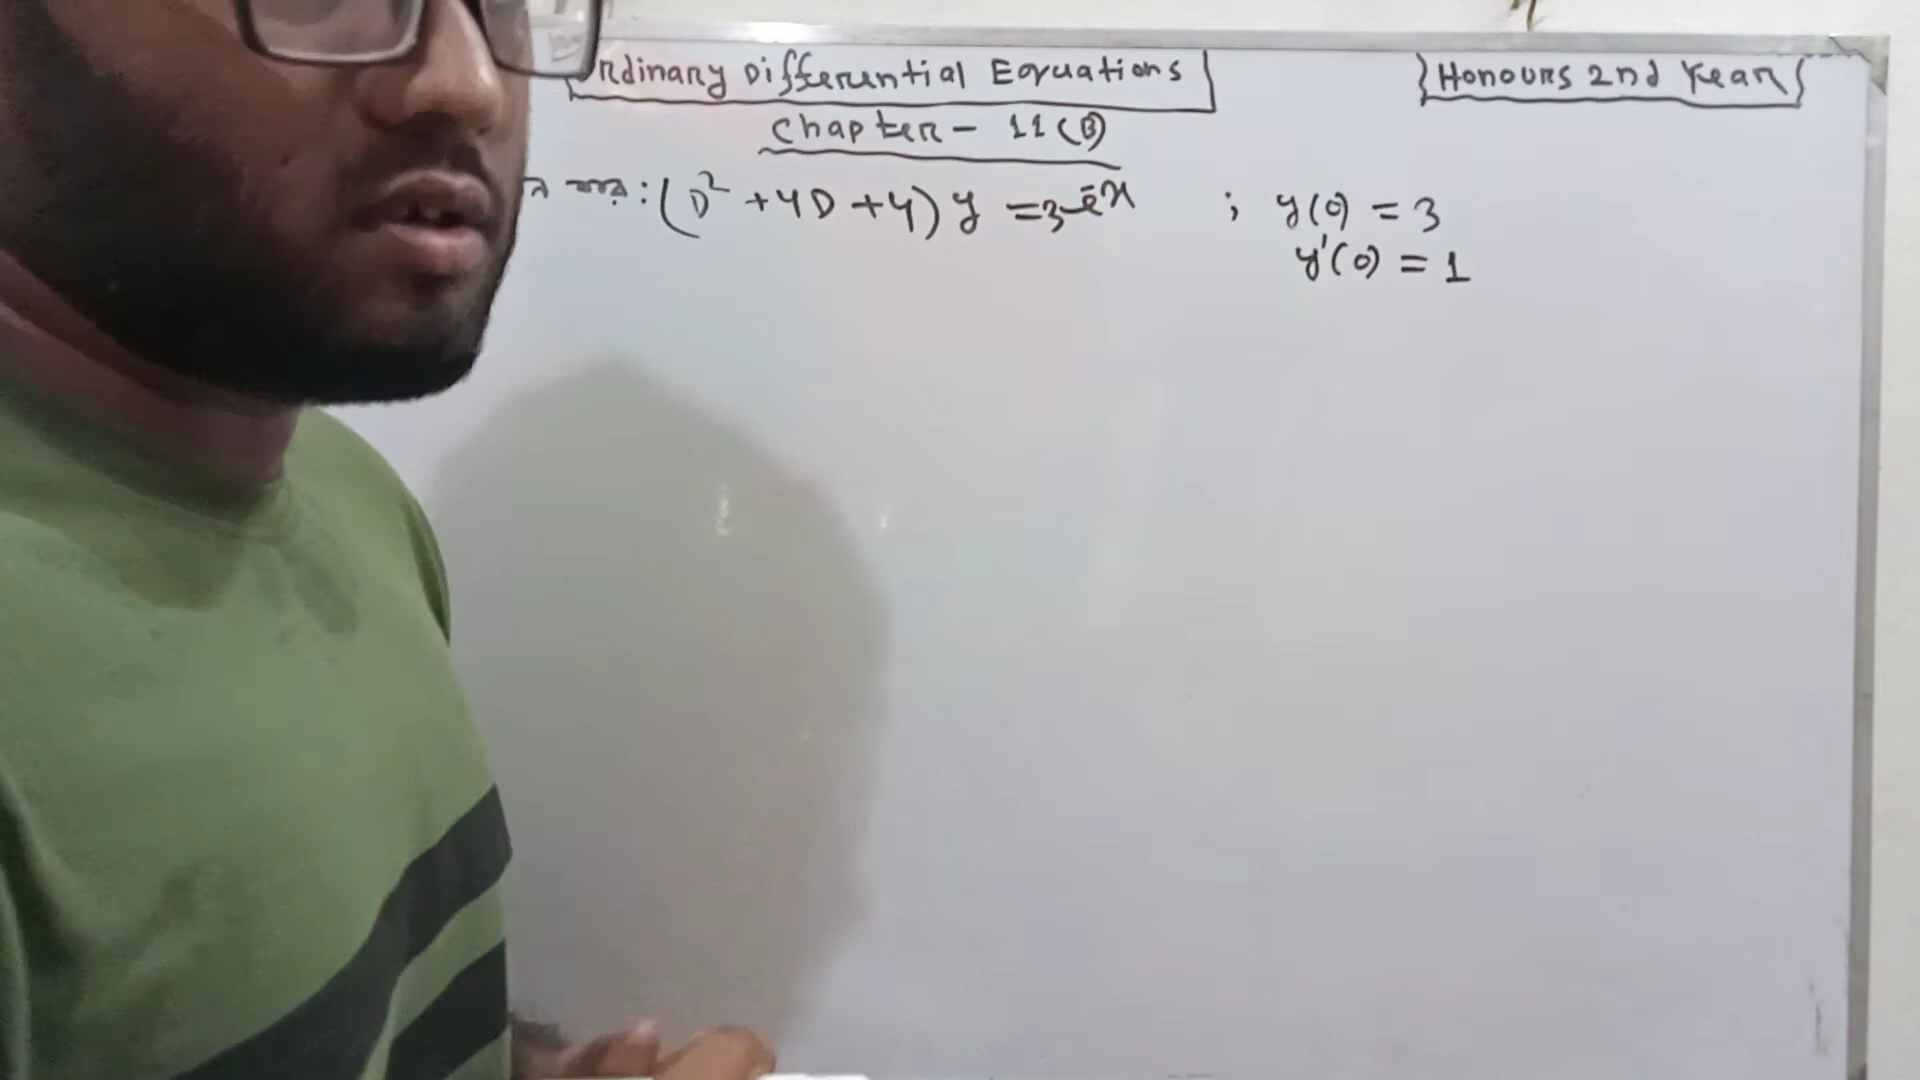 Ordinary Differential Equations
Honours 2nd Year
Chapter - 11 (B)
(D² + 4D + 4) y = 3e⁻ˣ ; y(0) = 3
y'(0) = 1